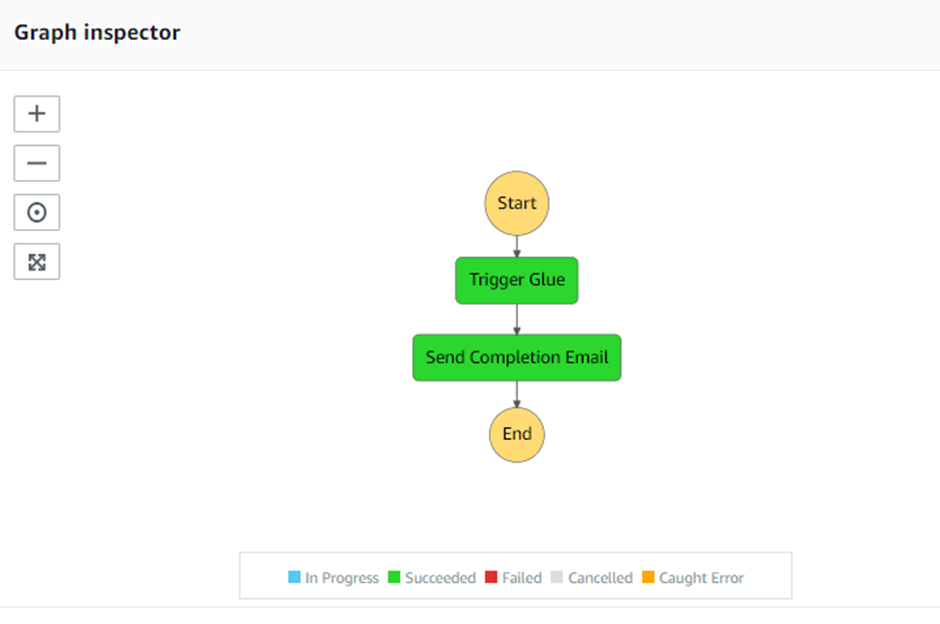 Graph inspector
Start
Trigger Glue
Send Completion Email
End
In Progress Succeeded Failed Cancelled Caught Error